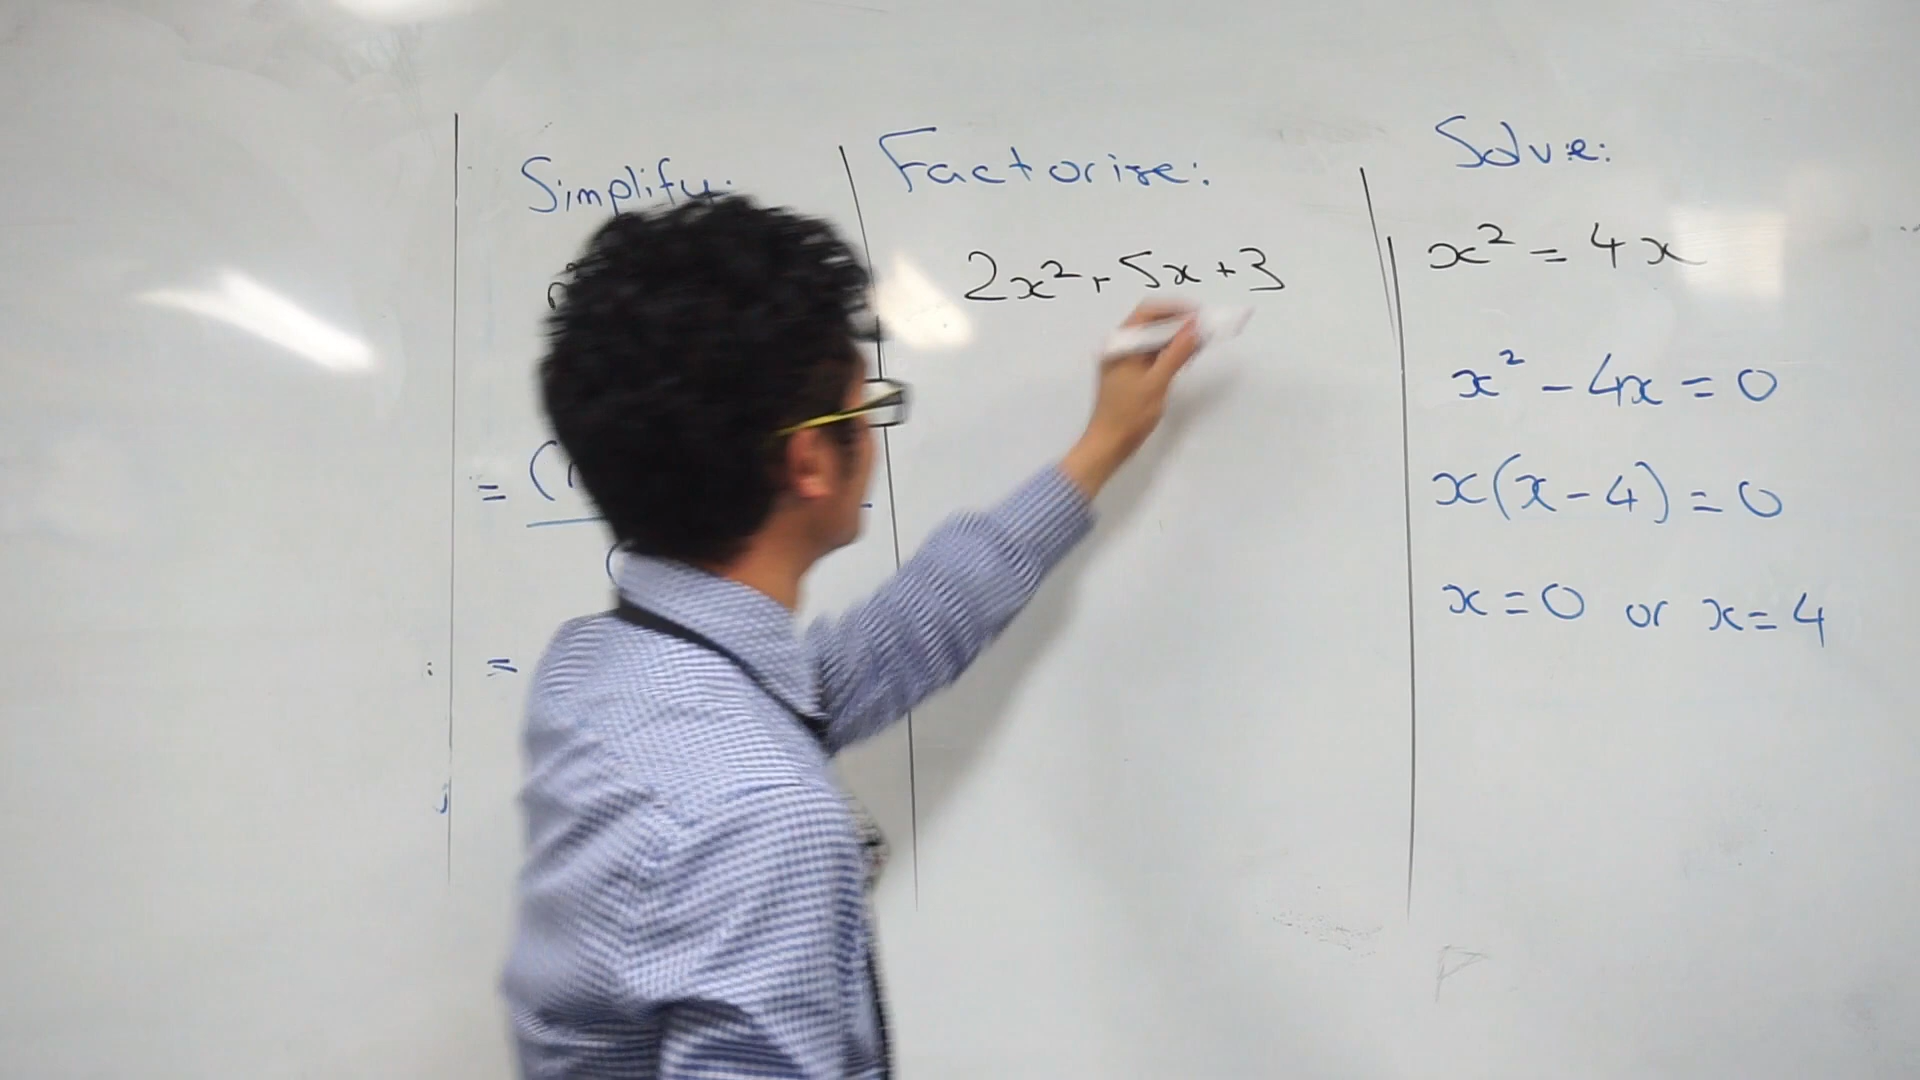 Simplify:
=
=
Factorise:
2x² + 5x + 3
Solve:
x² = 4x
x² - 4x = 0
x(x - 4) = 0
x = 0 or x = 4